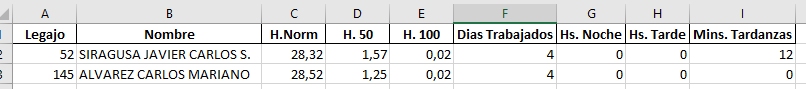 A B C D E F G H I
Legajo Nombre H.Norm H. 50 H. 100 Dias Trabajados Hs. Noche Hs. Tarde Mins. Tardanzas
52 SIRAGUSA JAVIER CARLOS S. 28,32 1,57 0,02 4 0 0 12
145 ALVAREZ CARLOS MARIANO 28,52 1,25 0,02 4 0 0 0